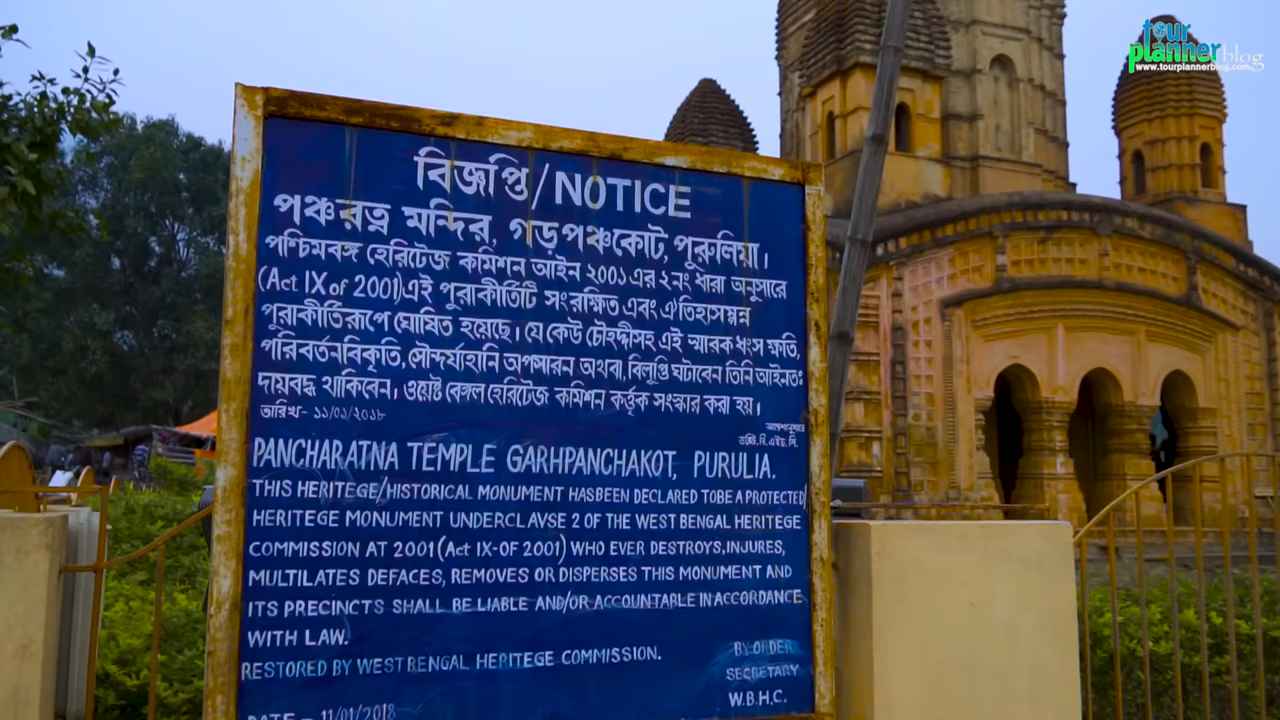 tour
planner blog
www.tourplannerblog.com
বিজ্ঞপ্তি/NOTICE
পঞ্চরত্ন মন্দির, গড়পঞ্চকোট, পুরুলিয়া।
পশ্চিমবঙ্গ হেরিটেজ কমিশন আইন ২০০১ এর ২নং ধারা অনুসারে
(Act IX of 2001)এই পুরাকীর্তিটি সংরক্ষিত এবং ঐতিহ্যসম্পন্ন
পুরাকীর্তিরূপে ঘোষিত হয়েছে। যে কেউ চৌহদ্দীসহ এই স্মারক ধংস ক্ষতি,
পরিবর্তনবিকৃতি, সৌন্দর্যহানি অপসারন অথবা, বিলুপ্তি ঘটাবেন তিনি আইনতঃ
দায়বদ্ধ থাকিবেন। ওয়েষ্ট বেঙ্গল হেরিটেজ কমিশন কর্ত্তৃক সংস্কার করা হয়।
তারিখ- ১১/০১/২০১৮
আদেশানুসারে
ডব্লি. বি. এইচ. সি.
PANCHARATNA TEMPLE GARHPANCHAKOT, PURULIA.
THIS HERITEGE/HISTORICAL MONUMENT HASBEEN DECLARED TOBE A PROTECTED/
HERITEGE MONUMENT UNDERCLAVSE 2 OF THE WEST BENGAL HERITEGE
COMMISSION AT 2001(Act IX-OF 2001) WHO EVER DESTROYS,INJURES,
MULTILATES DEFACES, REMOVES OR DISPERSES THIS MONUMENT AND
ITS PRECINCTS SHALL BE LIABLE AND/OR ACCOUNTABLE IN ACCORDANCE
WITH LAW.
RESTORED BY WEST BENGAL HERITEGE COMMISSION.
BY ORDER
SECRETARY
W.B.H.C.
DATE - 11/01/2018